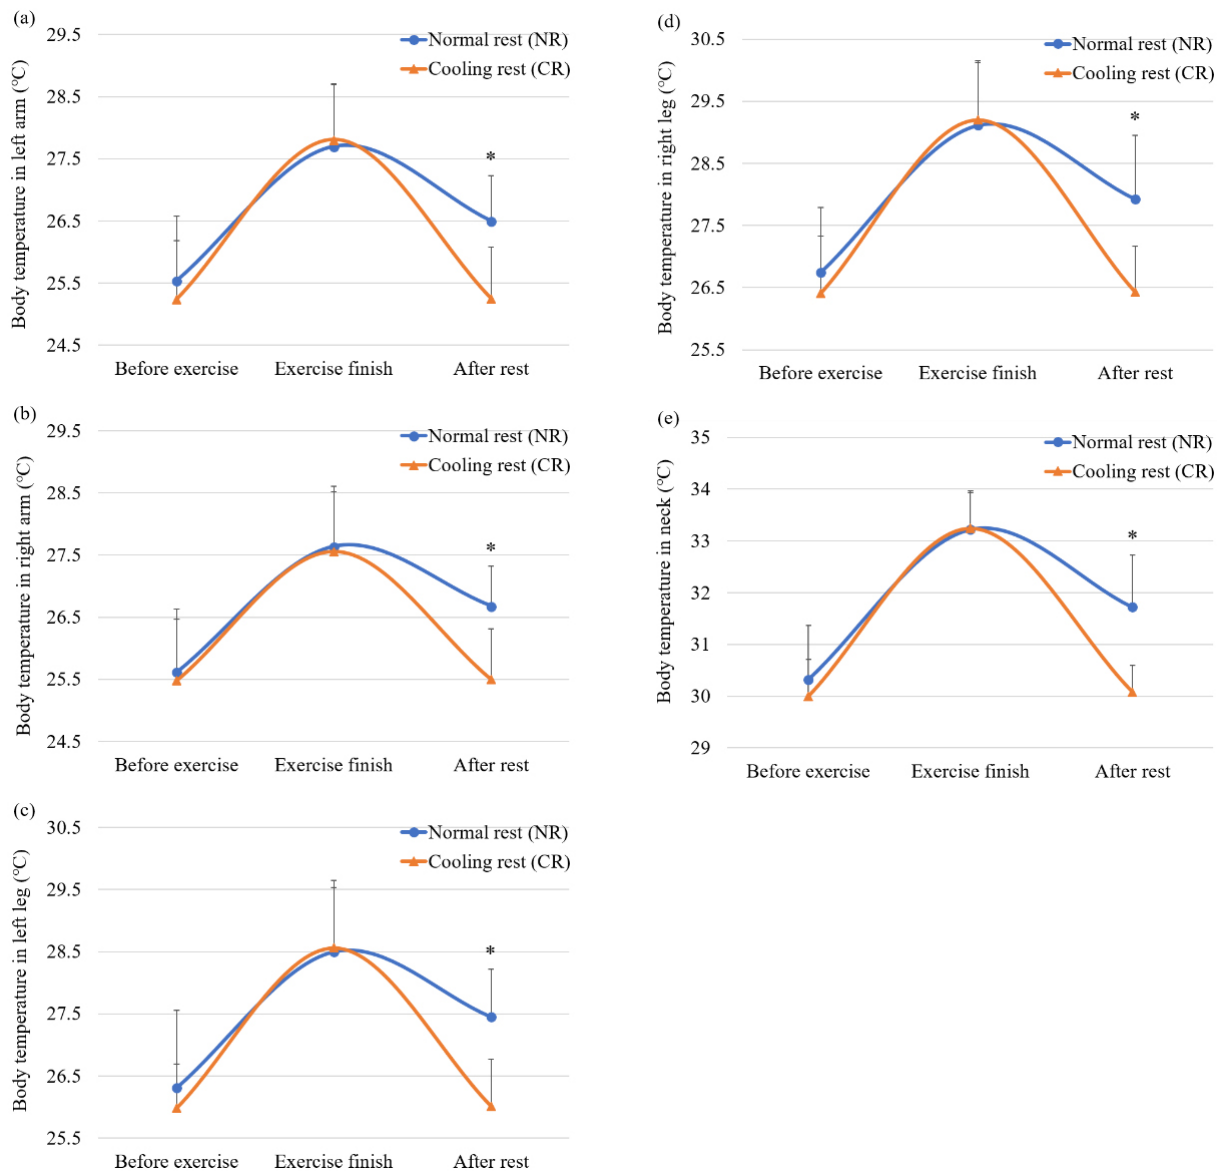 (a)
29.5
28.5
27.5
26.5
25.5
24.5
Body temperature in left arm (℃)
Normal rest (NR)
Cooling rest (CR)
*
Before exercise
Exercise finish
After rest
(b)
29.5
28.5
27.5
26.5
25.5
24.5
Body temperature in right arm (℃)
Normal rest (NR)
Cooling rest (CR)
*
Before exercise
Exercise finish
After rest
(c)
30.5
29.5
28.5
27.5
26.5
25.5
Body temperature in left leg (℃)
Normal rest (NR)
Cooling rest (CR)
*
Before exercise
Exercise finish
After rest
(d)
30.5
29.5
28.5
27.5
26.5
25.5
Body temperature in right leg (℃)
Normal rest (NR)
Cooling rest (CR)
*
Before exercise
Exercise finish
After rest
(e)
35
34
33
32
31
30
29
Body temperature in neck (℃)
Normal rest (NR)
Cooling rest (CR)
*
Before exercise
Exercise finish
After rest